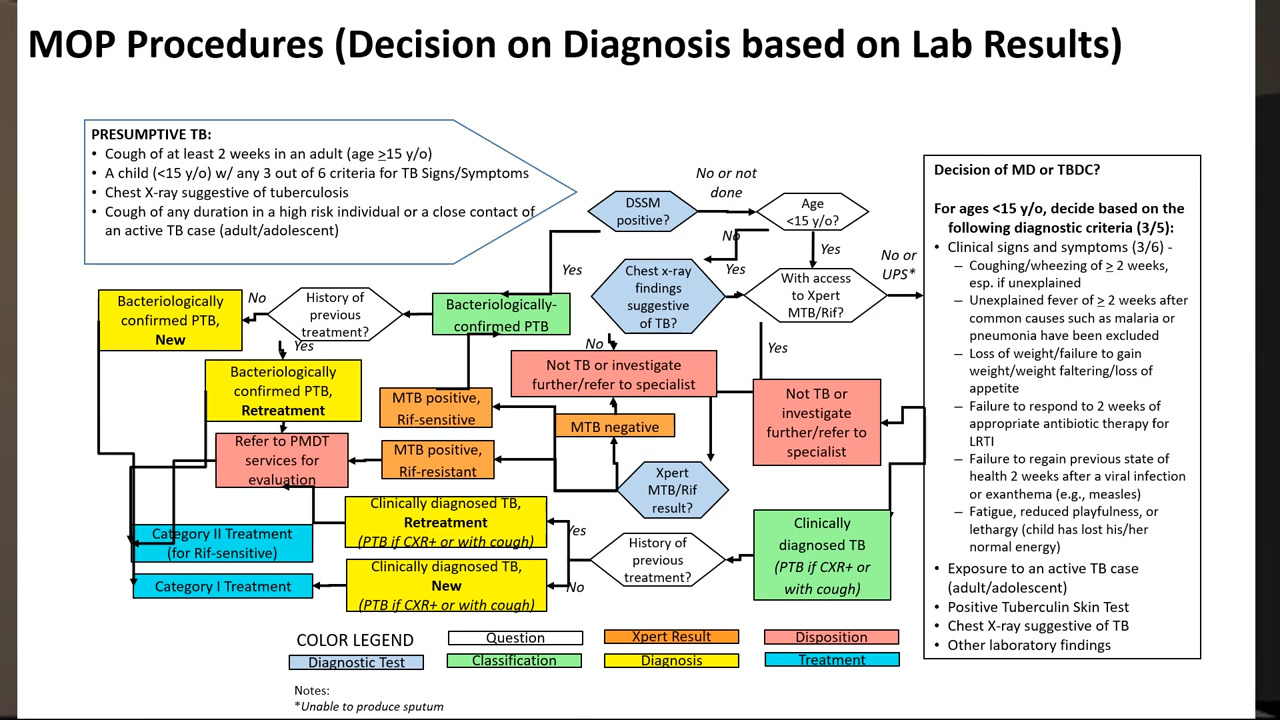 MOP Procedures (Decision on Diagnosis based on Lab Results)
PRESUMPTIVE TB:
• Cough of at least 2 weeks in an adult (age ≥15 y/o)
• A child (<15 y/o) w/ any 3 out of 6 criteria for TB Signs/Symptoms
• Chest X-ray suggestive of tuberculosis
• Cough of any duration in a high risk individual or a close contact of
an active TB case (adult/adolescent)
DSSM
positive?
No or not
done
Age
<15 y/o?
No
Yes
Yes
Yes
No or
UPS*
Chest x-ray
findings
suggestive
of TB?
With access
to Xpert
MTB/Rif?
Bacteriologically
confirmed PTB,
New
No
History of
previous
treatment?
Bacteriologically-
confirmed PTB
Yes
No
Yes
Bacteriologically
confirmed PTB,
Retreatment
Not TB or investigate
further/refer to specialist
MTB positive,
Rif-sensitive
MTB negative
Not TB or
investigate
further/refer to
specialist
Refer to PMDT
services for
evaluation
MTB positive,
Rif-resistant
Xpert
MTB/Rif
result?
Clinically diagnosed TB,
Retreatment
(PTB if CXR+ or with cough)
Yes
Category II Treatment
(for Rif-sensitive)
History of
previous
treatment?
Clinically
diagnosed TB
(PTB if CXR+ or
with cough)
Category I Treatment
Clinically diagnosed TB,
New
(PTB if CXR+ or with cough)
No
Decision of MD or TBDC?
For ages <15 y/o, decide based on the
following diagnostic criteria (3/5):
• Clinical signs and symptoms (3/6) -
– Coughing/wheezing of ≥ 2 weeks,
esp. if unexplained
– Unexplained fever of ≥ 2 weeks after
common causes such as malaria or
pneumonia have been excluded
– Loss of weight/failure to gain
weight/weight faltering/loss of
appetite
– Failure to respond to 2 weeks of
appropriate antibiotic therapy for
LRTI
– Failure to regain previous state of
health 2 weeks after a viral infection
or exanthema (e.g., measles)
– Fatigue, reduced playfulness, or
lethargy (child has lost his/her
normal energy)
• Exposure to an active TB case
(adult/adolescent)
• Positive Tuberculin Skin Test
• Chest X-ray suggestive of TB
• Other laboratory findings
COLOR LEGEND
Question
Xpert Result
Disposition
Diagnostic Test
Classification
Diagnosis
Treatment
Notes:
*Unable to produce sputum